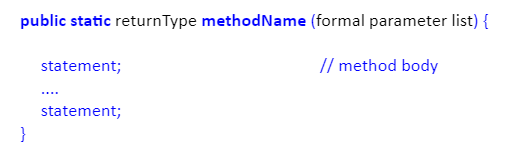 public static returnType methodName (formal parameter list) {
statement; // method body
....
statement;
}